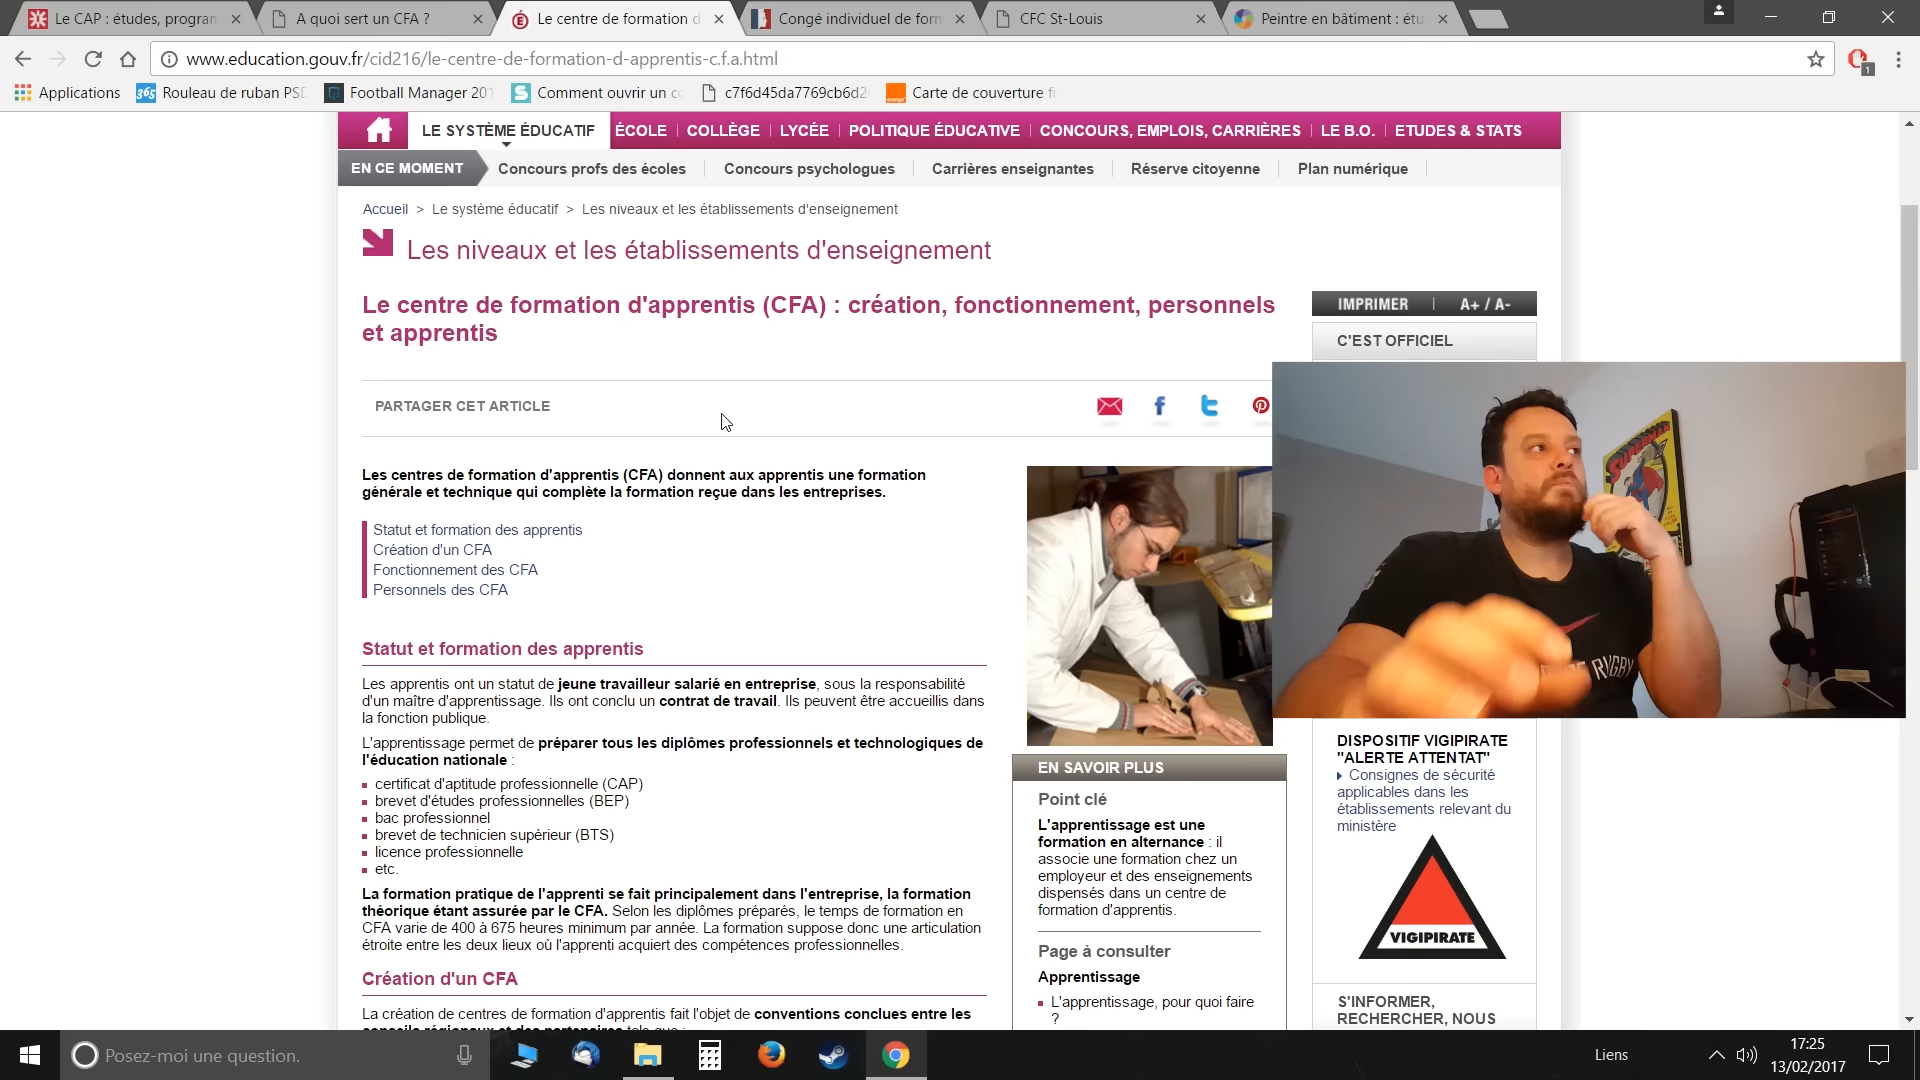 Le CAP : études, program
A quoi sert un CFA ?
Le centre de formation d
Congé individuel de form
CFC St-Louis
Peintre en bâtiment : étu
www.education.gouv.fr/cid216/le-centre-de-formation-d-apprentis-c.f.a.html
1
Applications
365
Rouleau de ruban PSD
Football Manager 201
Comment ouvrir un c
c7f6d45da7769cb6d2
Carte de couverture fi
LE SYSTÈME ÉDUCATIF
ÉCOLE
COLLÈGE
LYCÉE
POLITIQUE ÉDUCATIVE
CONCOURS, EMPLOIS, CARRIÈRES
LE B.O.
ETUDES & STATS
EN CE MOMENT
Concours profs des écoles
Concours psychologues
Carrières enseignantes
Réserve citoyenne
Plan numérique
Accueil > Le système éducatif > Les niveaux et les établissements d'enseignement
Les niveaux et les établissements d'enseignement
Le centre de formation d'apprentis (CFA) : création, fonctionnement, personnels
et apprentis
IMPRIMER
A+ / A-
C'EST OFFICIEL
PARTAGER CET ARTICLE
Les centres de formation d'apprentis (CFA) donnent aux apprentis une formation
générale et technique qui complète la formation reçue dans les entreprises.
Statut et formation des apprentis
Création d'un CFA
Fonctionnement des CFA
Personnels des CFA
Statut et formation des apprentis
Les apprentis ont un statut de jeune travailleur salarié en entreprise, sous la responsabilité
d'un maître d'apprentissage. Ils ont conclu un contrat de travail. Ils peuvent être accueillis dans
la fonction publique.
L'apprentissage permet de préparer tous les diplômes professionnels et technologiques de
l'éducation nationale :
certificat d'aptitude professionnelle (CAP)
brevet d'études professionnelles (BEP)
bac professionnel
brevet de technicien supérieur (BTS)
licence professionnelle
etc.
La formation pratique de l'apprenti se fait principalement dans l'entreprise, la formation
théorique étant assurée par le CFA. Selon les diplômes préparés, le temps de formation en
CFA varie de 400 à 675 heures minimum par année. La formation suppose donc une articulation
étroite entre les deux lieux où l'apprenti acquiert des compétences professionnelles.
Création d'un CFA
La création de centres de formation d'apprentis fait l'objet de conventions conclues entre les
conseils régionaux et des partenaires tels que :
EN SAVOIR PLUS
Point clé
L'apprentissage est une
formation en alternance : il
associe une formation chez un
employeur et des enseignements
dispensés dans un centre de
formation d'apprentis.
Page à consulter
Apprentissage
L'apprentissage, pour quoi faire
?
SUPERMAN
RUGBY
DISPOSITIF VIGIPIRATE
"ALERTE ATTENTAT"
Consignes de sécurité
applicables dans les
établissements relevant du
ministère
VIGIPIRATE
S'INFORMER,
RECHERCHER, NOUS
Posez-moi une question.
Liens
17:25
13/02/2017